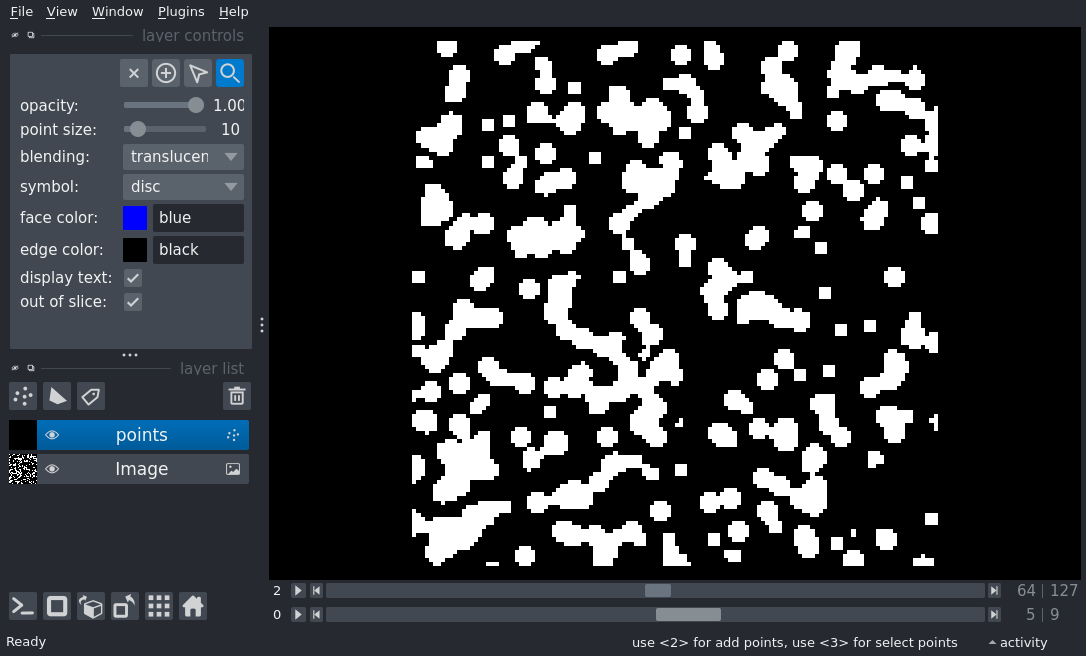 File View Window Plugins Help
layer controls
opacity: 1.00
point size: 10
blending: translucen
symbol: disc
face color: blue
edge color: black
display text:
out of slice:
layer list
points
Image
2 64 | 127
0 5 | 9
Ready use <2> for add points, use <3> for select points activity